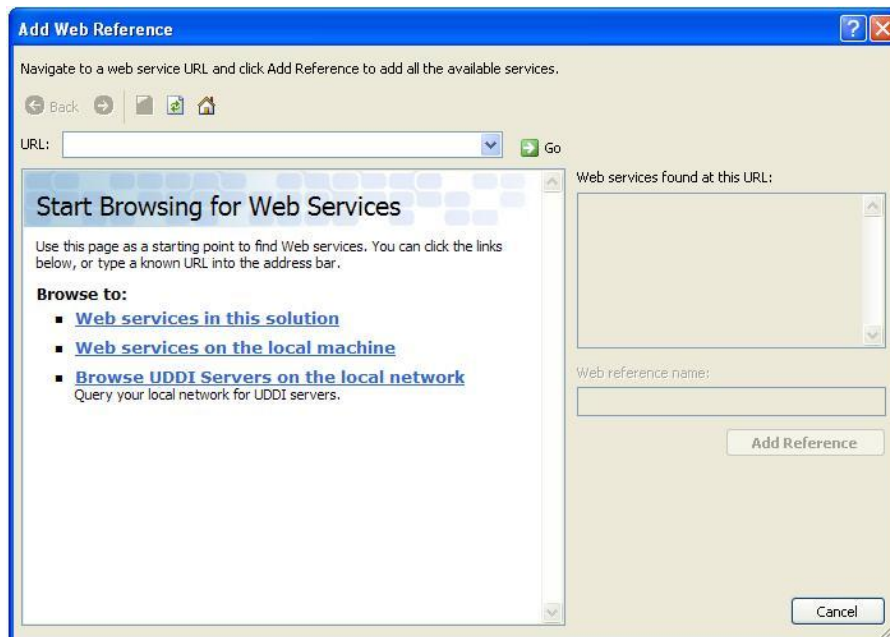 Add Web Reference
Navigate to a web service URL and click Add Reference to add all the available services.
Back
URL:
Go
Start Browsing for Web Services
Use this page as a starting point to find Web services. You can click the links
below, or type a known URL into the address bar.
Browse to:
Web services in this solution
Web services on the local machine
Browse UDDI Servers on the local network
Query your local network for UDDI servers.
Web services found at this URL:
Web reference name:
Add Reference
Cancel